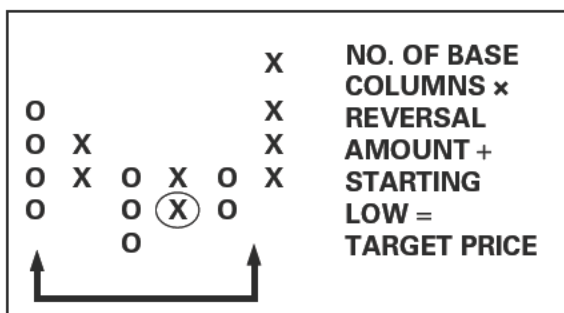 X
O X
O X X
O X O X O X
O O X O
O
NO. OF BASE
COLUMNS ×
REVERSAL
AMOUNT +
STARTING
LOW =
TARGET PRICE